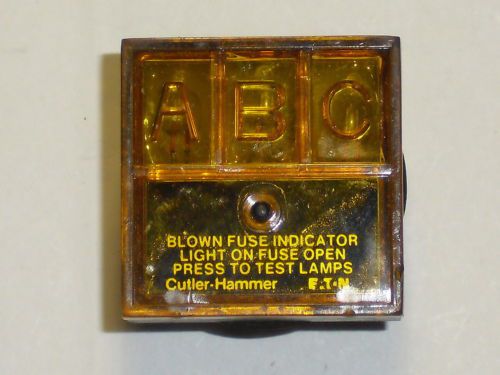 A B C
BLOWN FUSE INDICATOR
LIGHT ON FUSE OPEN
PRESS TO TEST LAMPS
Cutler-Hammer E·T·N